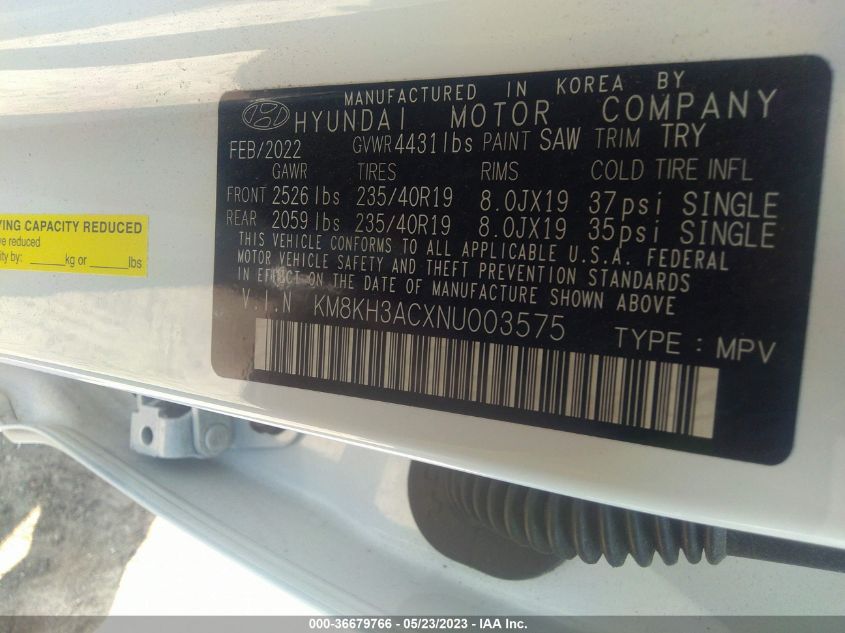 MANUFACTURED IN KOREA BY
HYUNDAI MOTOR COMPANY
FEB/2022 GVWR 4431 lbs PAINT SAW TRIM TRY
GAWR TIRES RIMS COLD TIRE INFL
FRONT 2526 lbs 235/40R19 8.0JX19 37psi SINGLE
REAR 2059 lbs 235/40R19 8.0JX19 35psi SINGLE
THIS VEHICLE CONFORMS TO ALL APPLICABLE U.S.A. FEDERAL
MOTOR VEHICLE SAFETY AND THEFT PREVENTION STANDARDS
IN EFFECT ON THE DATE OF MANUFACTURE SHOWN ABOVE
V.I.N KM8KH3ACXNU003575
TYPE : MPV
YING CAPACITY REDUCED
ve reduced
ity by: ______kg or ______lbs
000-36679766 - 05/23/2023 - IAA Inc.